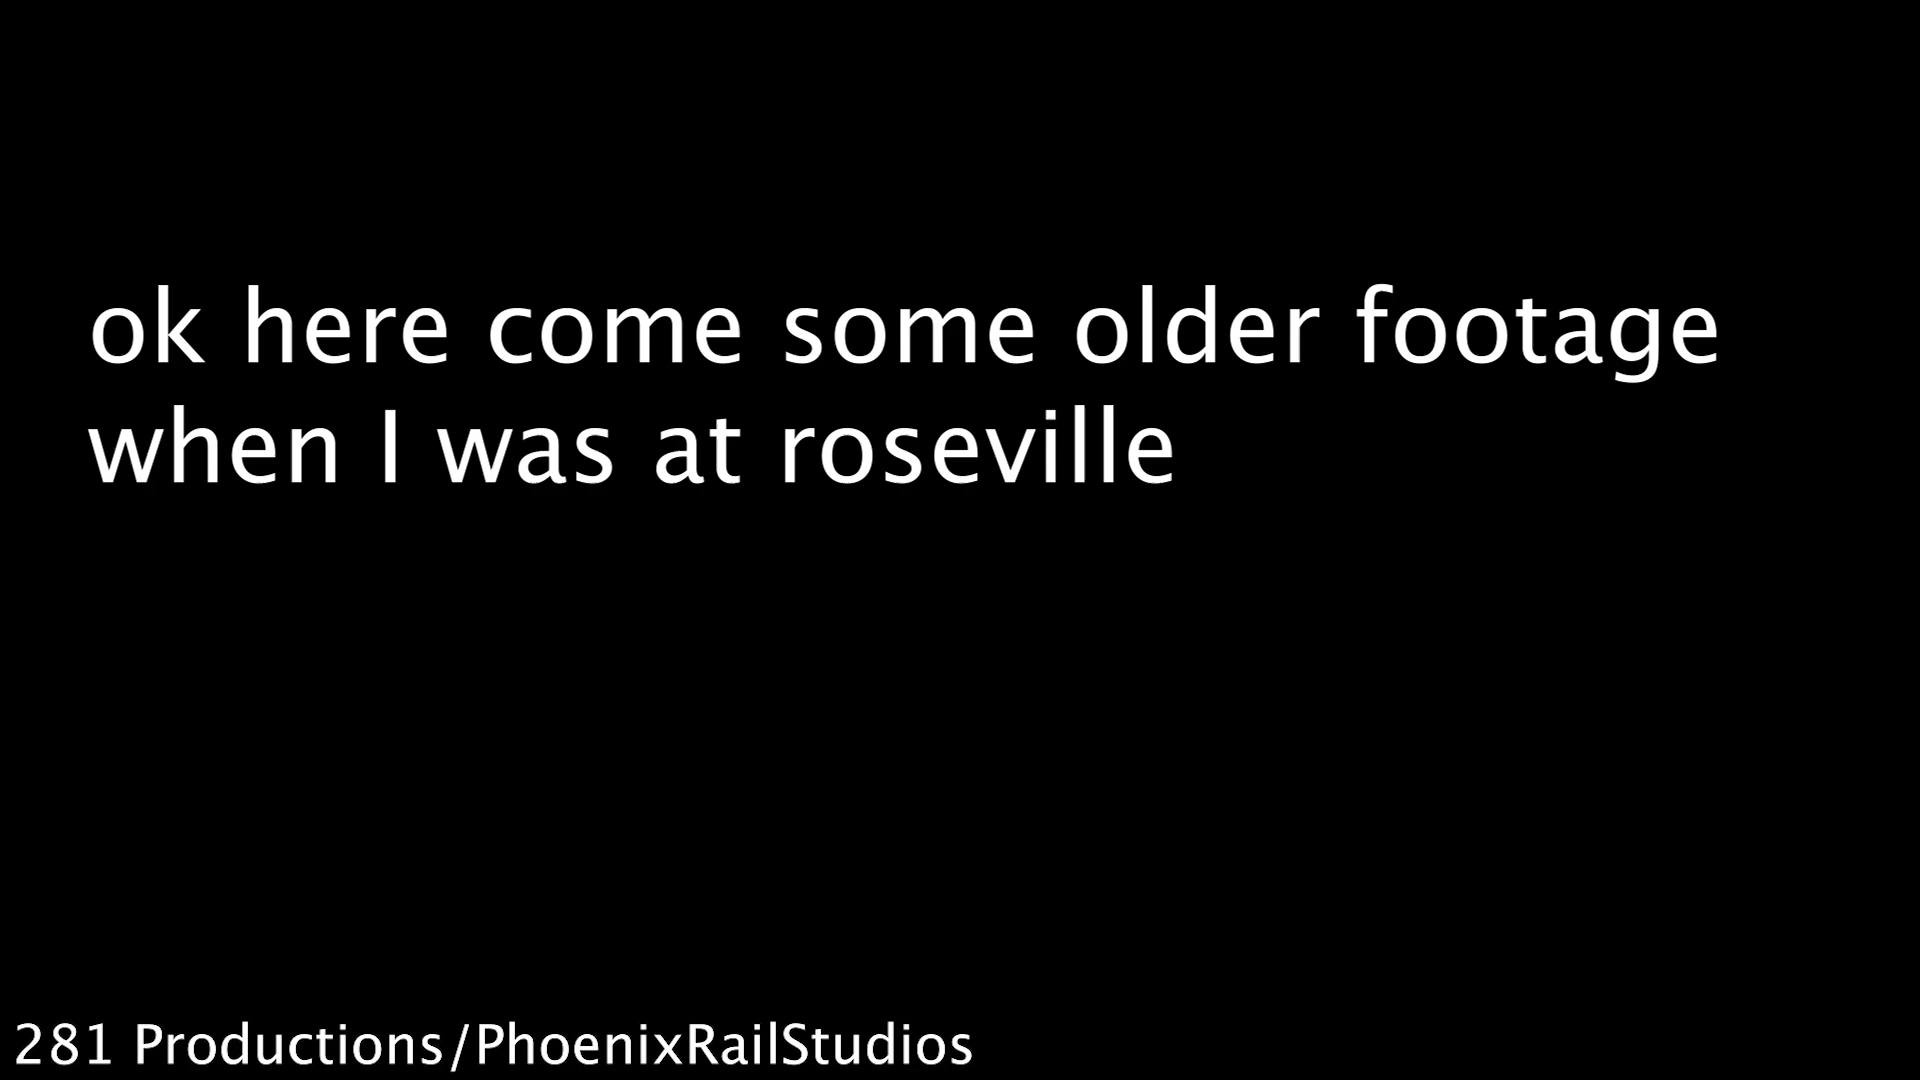 ok here come some older footage
when I was at roseville
281 Productions/PhoenixRailStudios